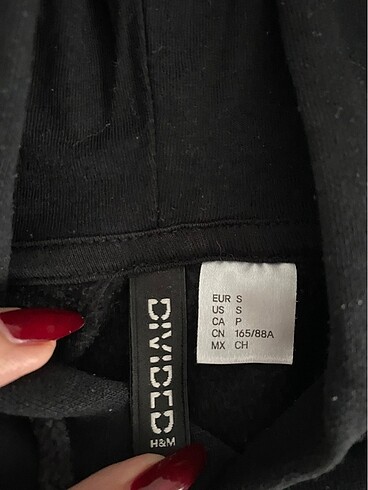 DIVIDED
H&M
EUR S
US S
CA P
CN 165/88A
MX CH